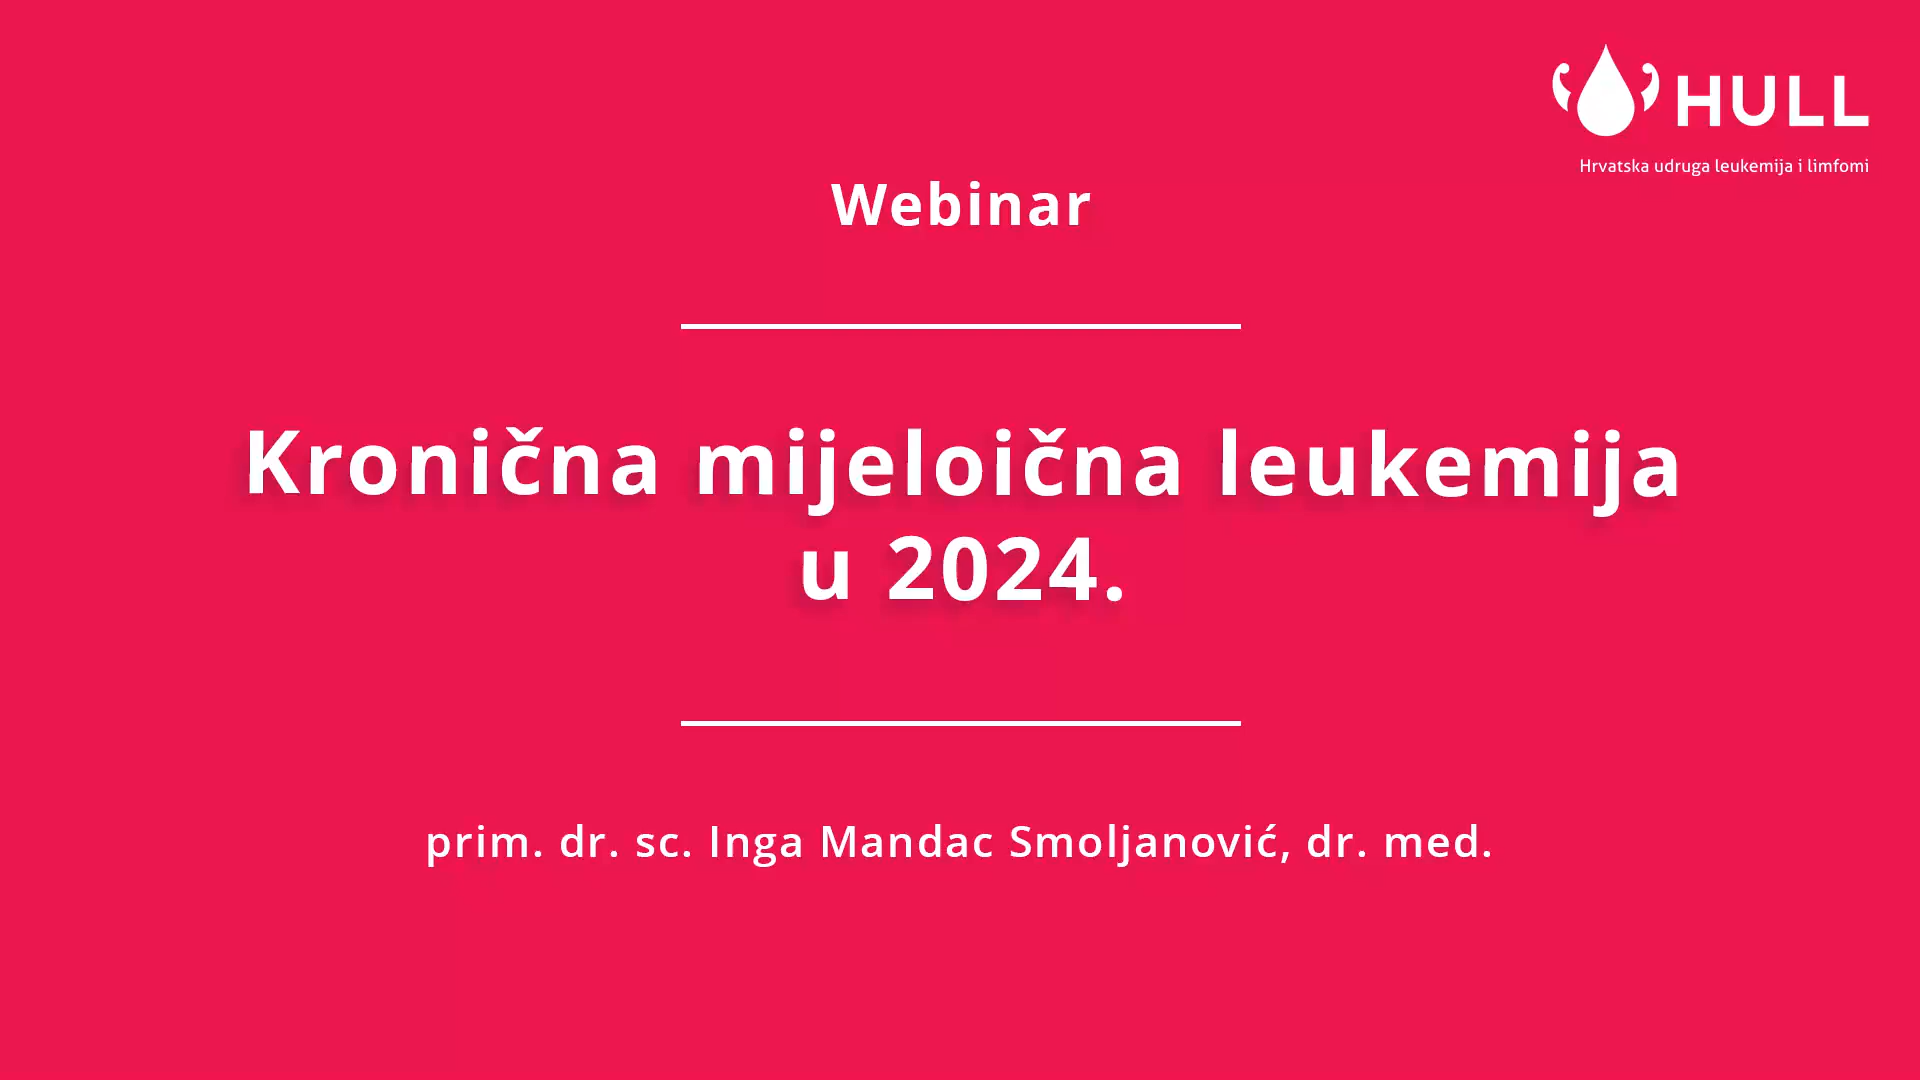 HULL
Hrvatska udruga leukemija i limfomi
Webinar
Kronična mijeloična leukemija
u 2024.
prim. dr. sc. Inga Mandac Smoljanović, dr. med.